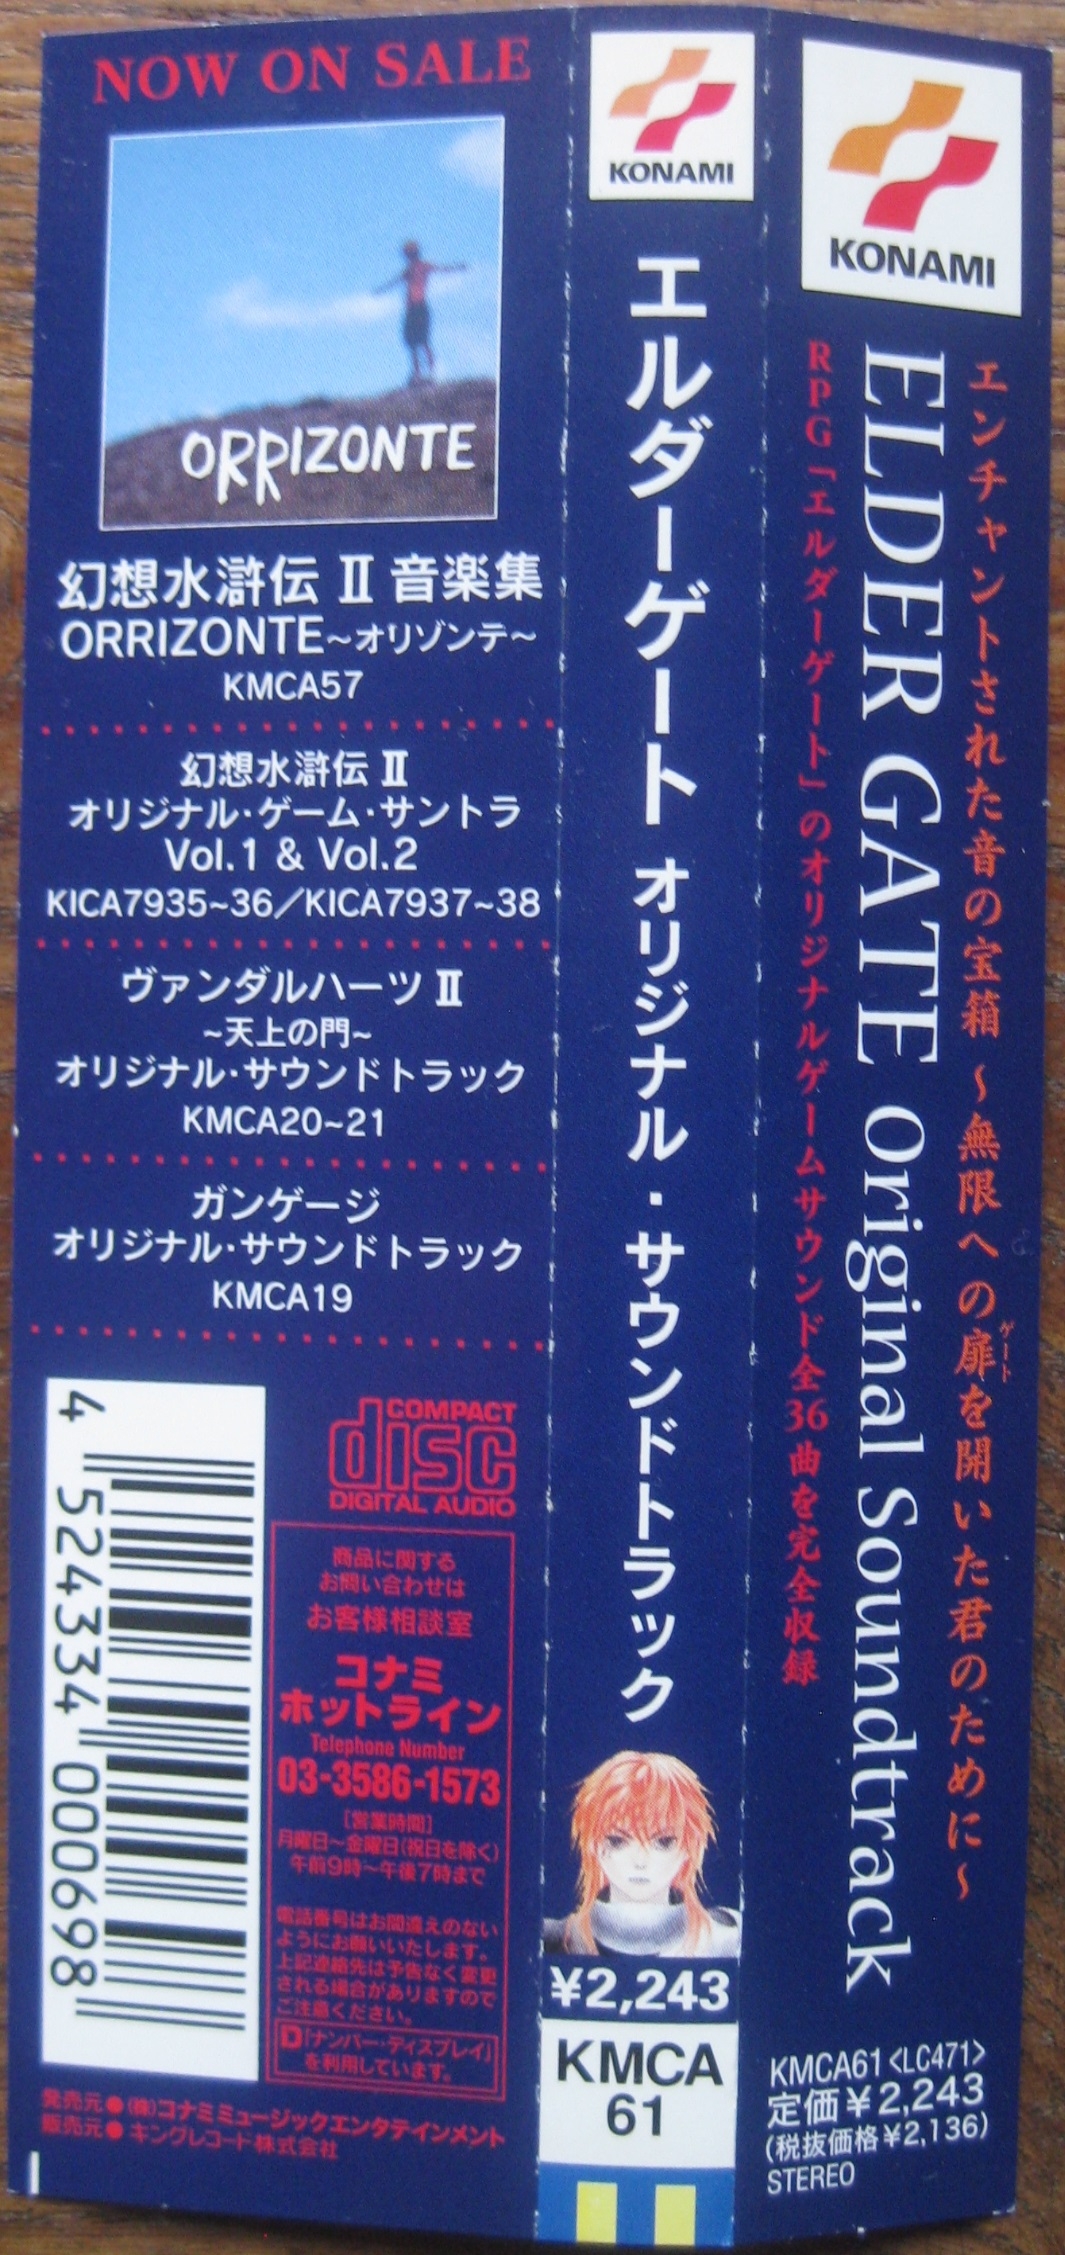 NOW ON SALE
ORRIZONTE
幻想水滸伝 Ⅱ 音楽集
ORRIZONTE~オリゾンテ~
KMCA57
幻想水滸伝 Ⅱ
オリジナル･ゲーム･サントラ
Vol.1 & Vol.2
KICA7935~36／KICA7937~38
ヴァンダルハーツ Ⅱ
~天上の門~
オリジナル･サウンドトラック
KMCA20~21
ガンゲージ
オリジナル･サウンドトラック
KMCA19
4 524334 000698
COMPACT
disc
DIGITAL AUDIO
商品に関する
お問い合わせは
お客様相談室
コナミ
ホットライン
Telephone Number
03-3586-1573
［営業時間］
月曜日～金曜日（祝日を除く）
午前9時～午後7時まで
電話番号はお間違えのない
ようにお願いいたします。
上記連絡先は予告なく変更
される場合がありますので
ご注意ください。
D「ナンバー・ディスプレイ」
を利用しています。
発売元●（株）コナミミュージックエンタテインメント
販売元●キングレコード株式会社
KONAMI
エルダーゲート オリジナル・サウンドトラック
¥2,243
KMCA
61
KONAMI
エンチャントされた音の宝箱 ～無限への扉を開いた君のために～
ゲート
ELDER GATE Original Soundtrack
RPG「エルダーゲート」のオリジナルゲームサウンド全36曲を完全収録
KMCA61<LC471>
定価¥2,243
(税抜価格¥2,136)
STEREO